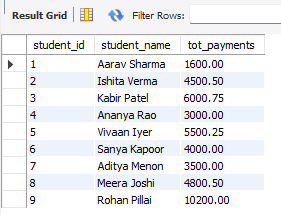 Result Grid Filter Rows:
student_id student_name tot_payments
1 Aarav Sharma 1600.00
2 Ishita Verma 4500.50
3 Kabir Patel 6000.75
4 Ananya Rao 3000.00
5 Vivaan Iyer 5500.25
6 Sanya Kapoor 4000.00
7 Aditya Menon 3500.00
8 Meera Joshi 4800.50
9 Rohan Pillai 10200.00